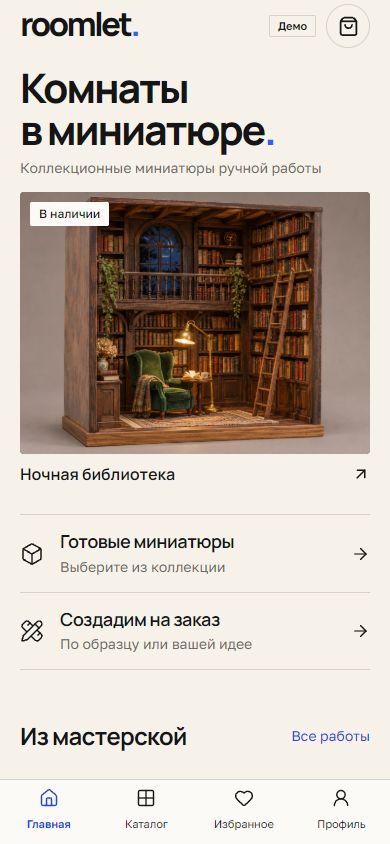 roomlet.
Демо
Комнаты
в миниатюре.
Коллекционные миниатюры ручной работы
В наличии
Ночная библиотека
Готовые миниатюры
Выберите из коллекции
Создадим на заказ
По образцу или вашей идее
Из мастерской
Все работы
Главная
Каталог
Избранное
Профиль